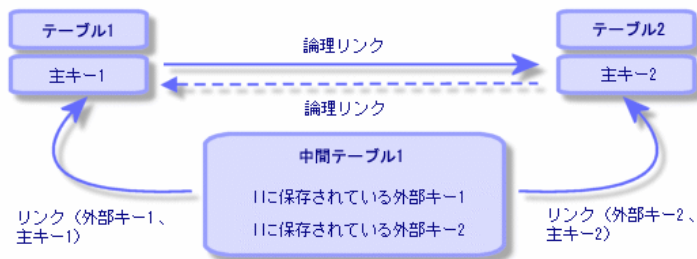 テーブル1
テーブル2
論理リンク
主キー1
主キー2
論理リンク
中間テーブル1
IIに保存されている外部キー1
IIに保存されている外部キー2
リンク（外部キー1、
主キー1）
リンク（外部キー2、
主キー2）